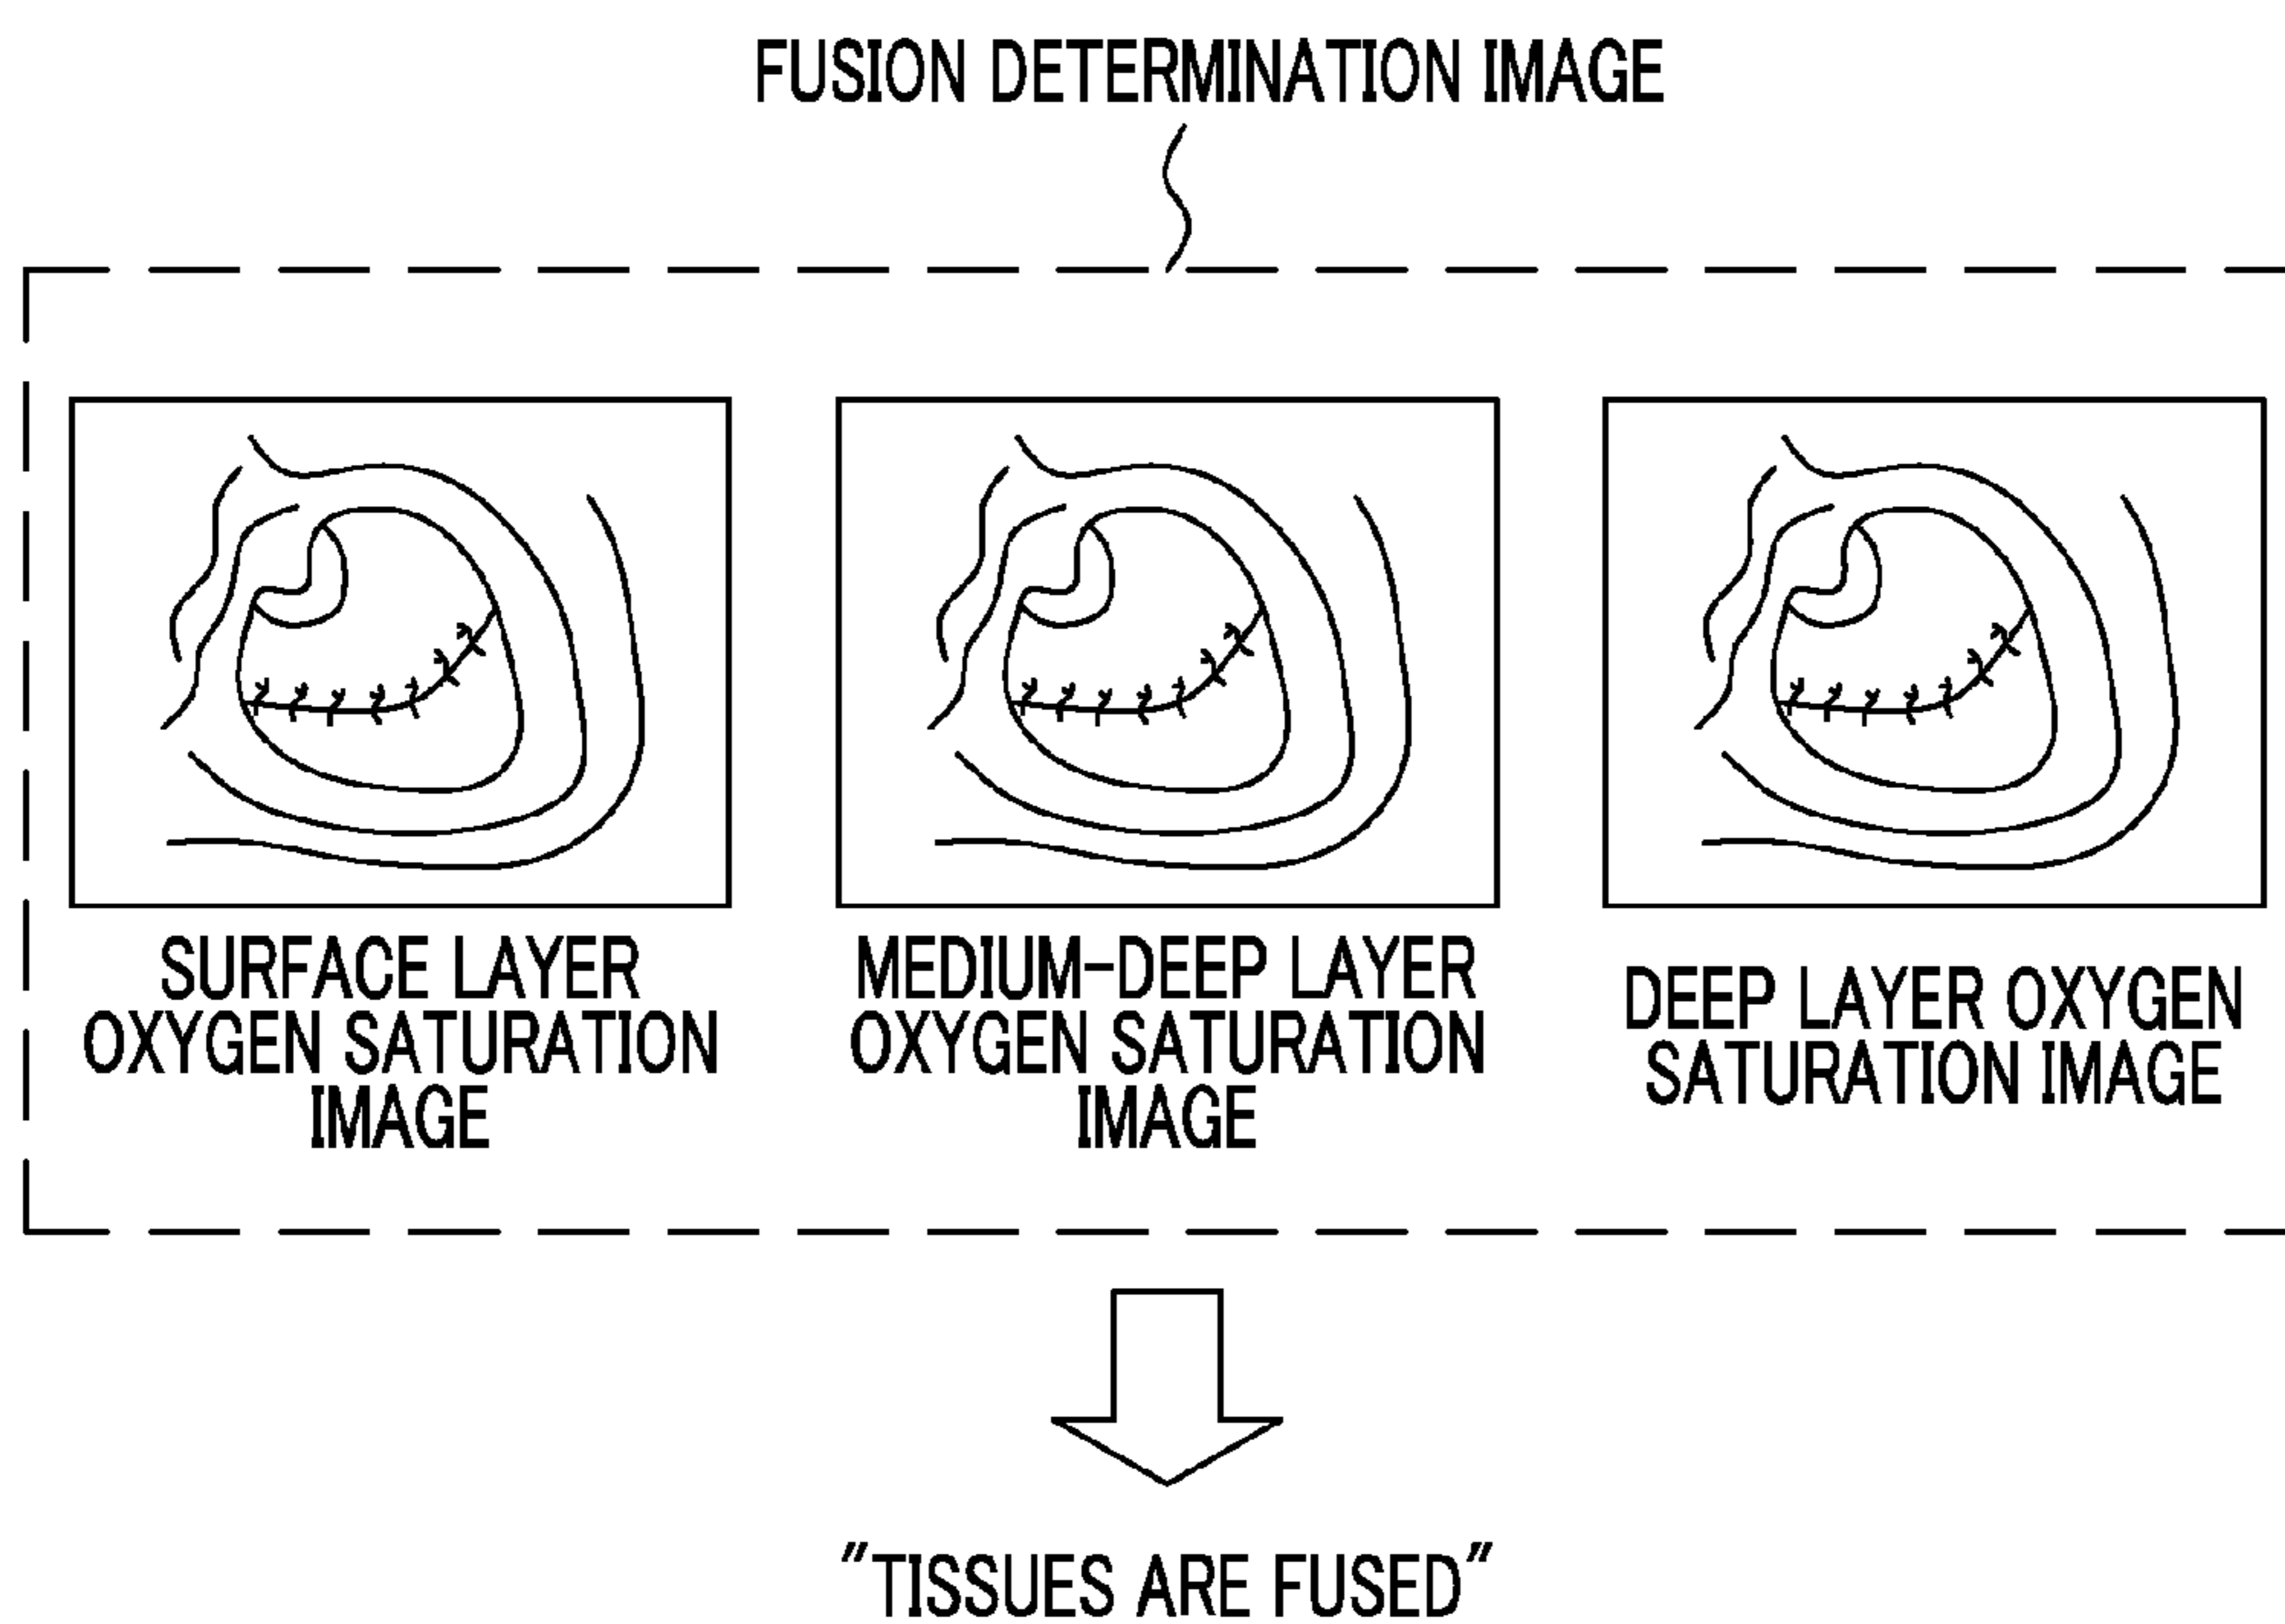 FUSION DETERMINATION IMAGE
SURFACE LAYER
OXYGEN SATURATION
IMAGE
MEDIUM-DEEP LAYER
OXYGEN SATURATION
IMAGE
DEEP LAYER OXYGEN
SATURATION IMAGE
"TISSUES ARE FUSED"